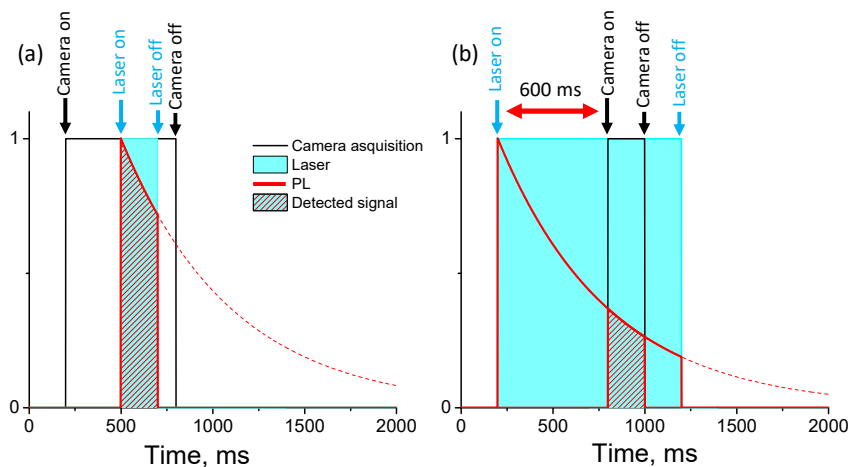 (a)
Camera on
Laser on
Laser off
Camera off
1
0
Camera asquisition
Laser
PL
Detected signal
0
500
1000
1500
2000
Time, ms
(b)
Laser on
600 ms
Camera on
Camera off
Laser off
1
0
0
500
1000
1500
2000
Time, ms